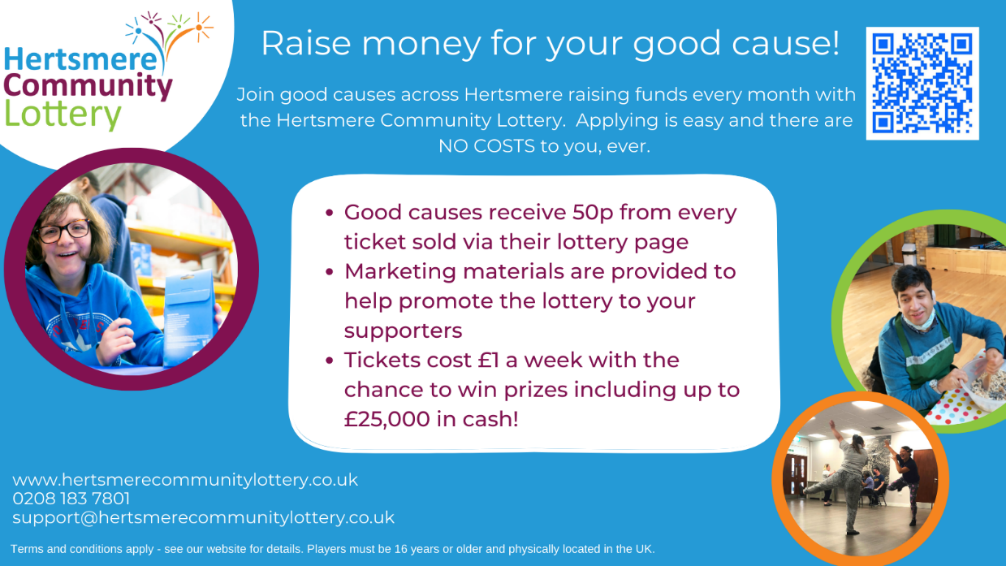 Hertsmere
Community
Lottery
Raise money for your good cause!
Join good causes across Hertsmere raising funds every month with
the Hertsmere Community Lottery.  Applying is easy and there are
NO COSTS to you, ever.
• Good causes receive 50p from every
ticket sold via their lottery page
• Marketing materials are provided to
help promote the lottery to your
supporters
• Tickets cost £1 a week with the
chance to win prizes including up to
£25,000 in cash!
www.hertsmerecommunitylottery.co.uk
0208 183 7801
support@hertsmerecommunitylottery.co.uk
Terms and conditions apply - see our website for details. Players must be 16 years or older and physically located in the UK.